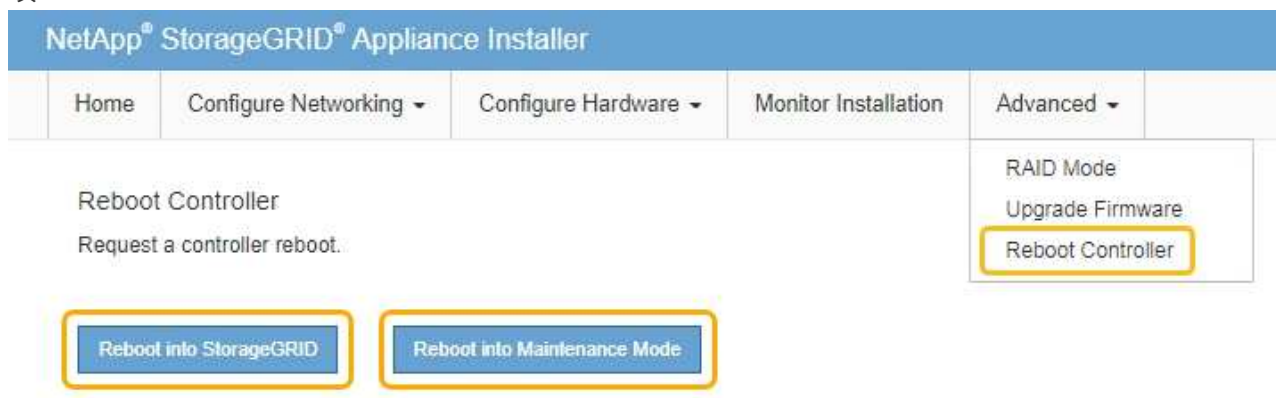 NetApp® StorageGRID® Appliance Installer
Home Configure Networking Configure Hardware Monitor Installation Advanced
RAID Mode
Upgrade Firmware
Reboot Controller
Reboot Controller
Request a controller reboot.
Reboot into StorageGRID Reboot into Maintenance Mode